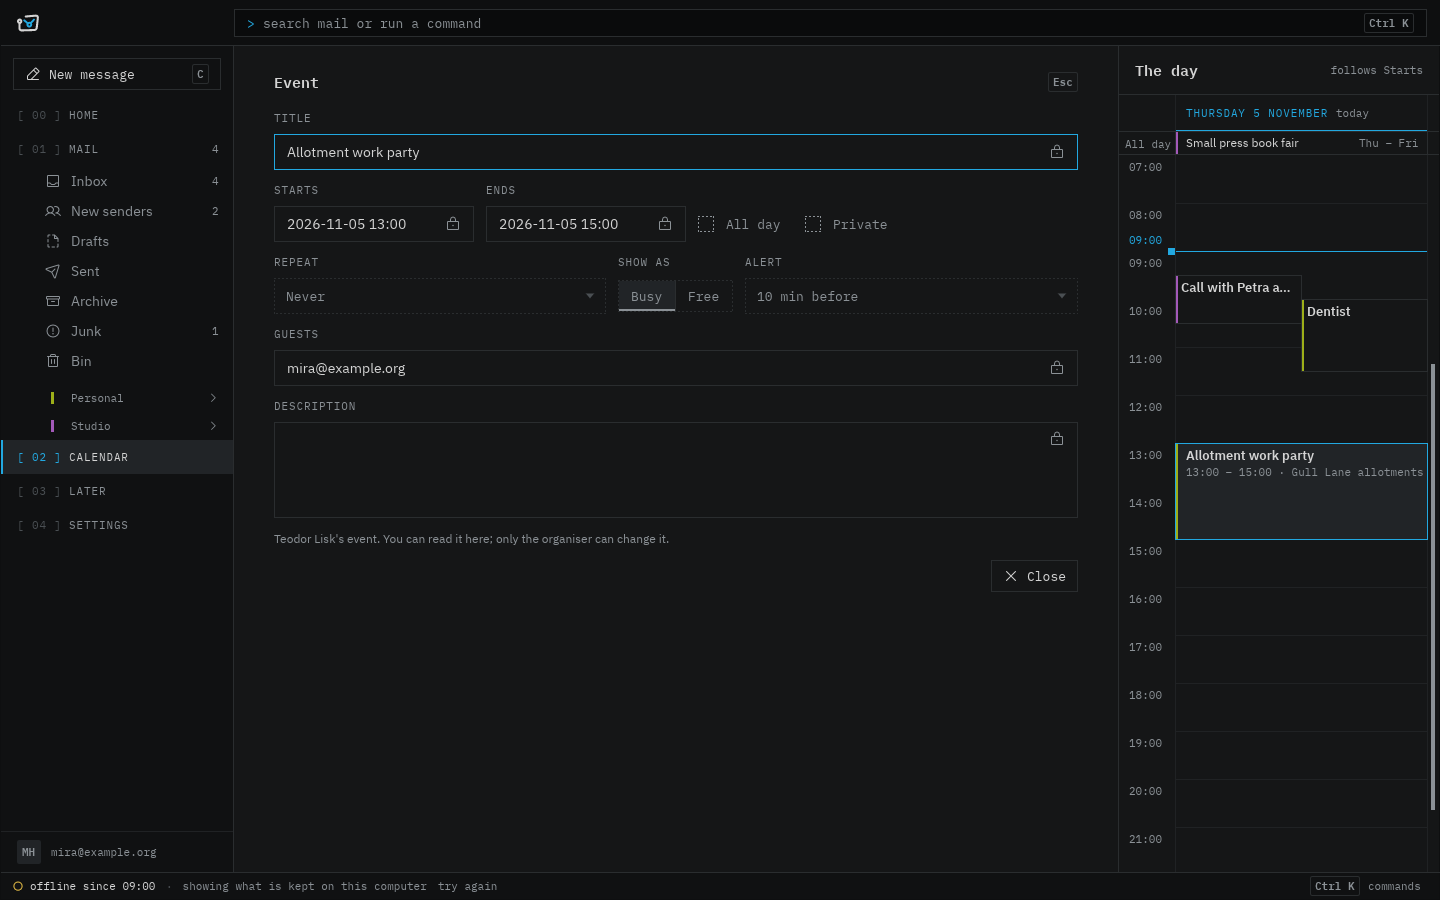 > search mail or run a command Ctrl K
New message C
[ 00 ] HOME
[ 01 ] MAIL 4
Inbox 4
New senders 2
Drafts
Sent
Archive
Junk 1
Bin
Personal
Studio
[ 02 ] CALENDAR
[ 03 ] LATER
[ 04 ] SETTINGS
MH mira@example.org
Event Esc
TITLE
Allotment work party
STARTS ENDS
2026-11-05 13:00 2026-11-05 15:00 All day Private
REPEAT SHOW AS ALERT
Never Busy Free 10 min before
GUESTS
mira@example.org
DESCRIPTION
Teodor Lisk's event. You can read it here; only the organiser can change it.
Close
The day follows Starts
THURSDAY 5 NOVEMBER today
All day Small press book fair Thu – Fri
07:00
08:00
09:00
09:00
Call with Petra a...
10:00 Dentist
11:00
12:00
13:00 Allotment work party
13:00 – 15:00 · Gull Lane allotments
14:00
15:00
16:00
17:00
18:00
19:00
20:00
21:00
offline since 09:00 · showing what is kept on this computer try again Ctrl K commands